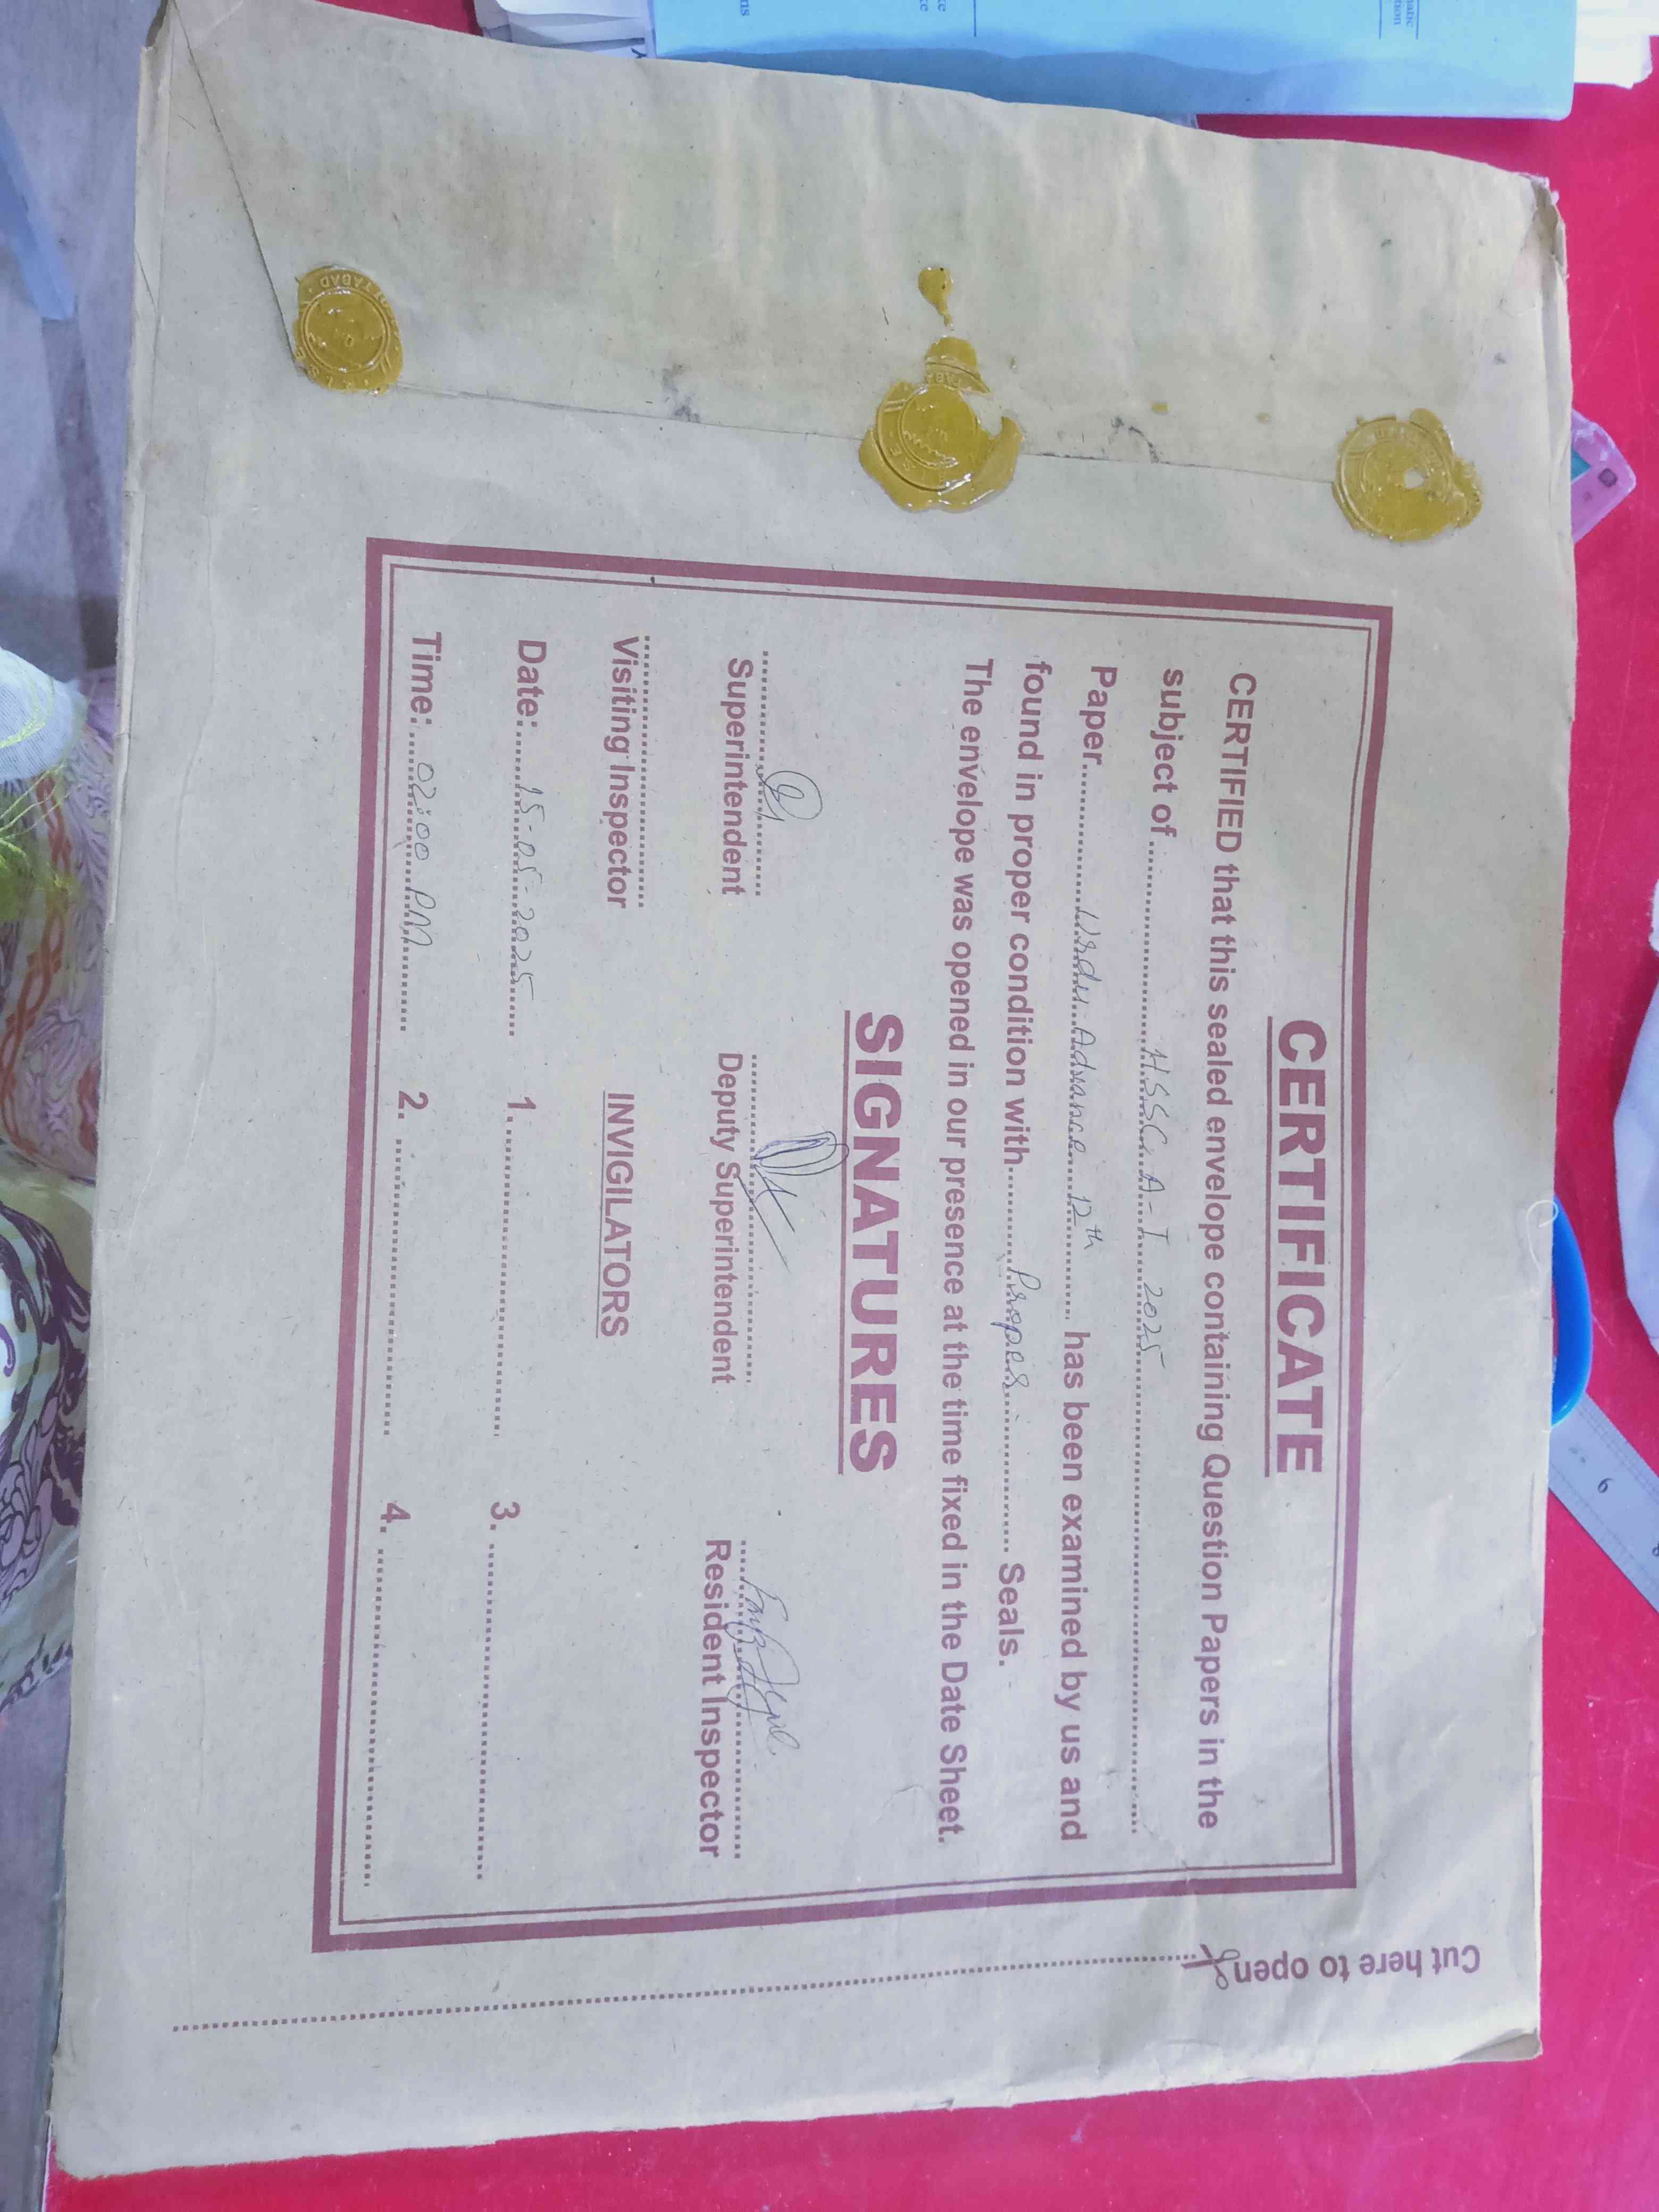 CERTIFICATE
CERTIFIED that this sealed envelope containing Question Papers in the
subject of HSSC A-I 2025
Paper Urdu Advance 12th has been examined by us and
found in proper condition with Proper Seals.
The envelope was opened in our presence at the time fixed in the Date Sheet.
SIGNATURES
Superintendent Deputy Superintendent Resident Inspector
Visiting Inspector INVIGILATORS
Date: 15-05-2025 1. 3.
Time: 02:00 PM 2. 4.
Cut here to open
6